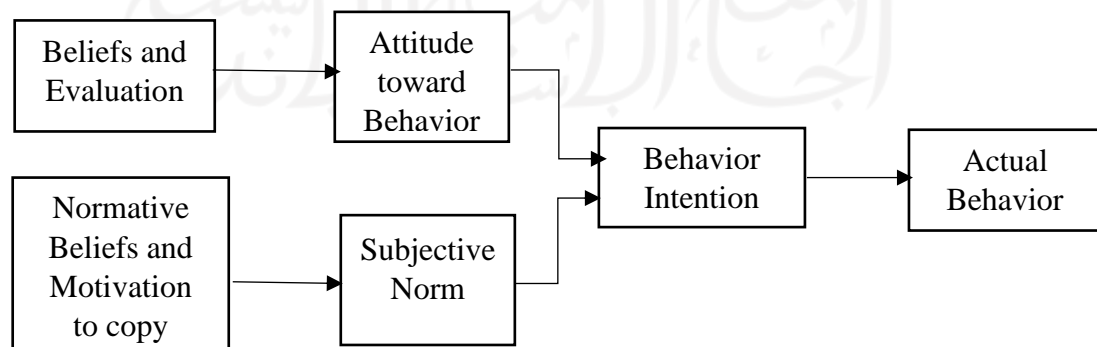 Beliefs and
Evaluation
Attitude
toward
Behavior
Behavior
Intention
Actual
Behavior
Normative
Beliefs and
Motivation
to copy
Subjective
Norm